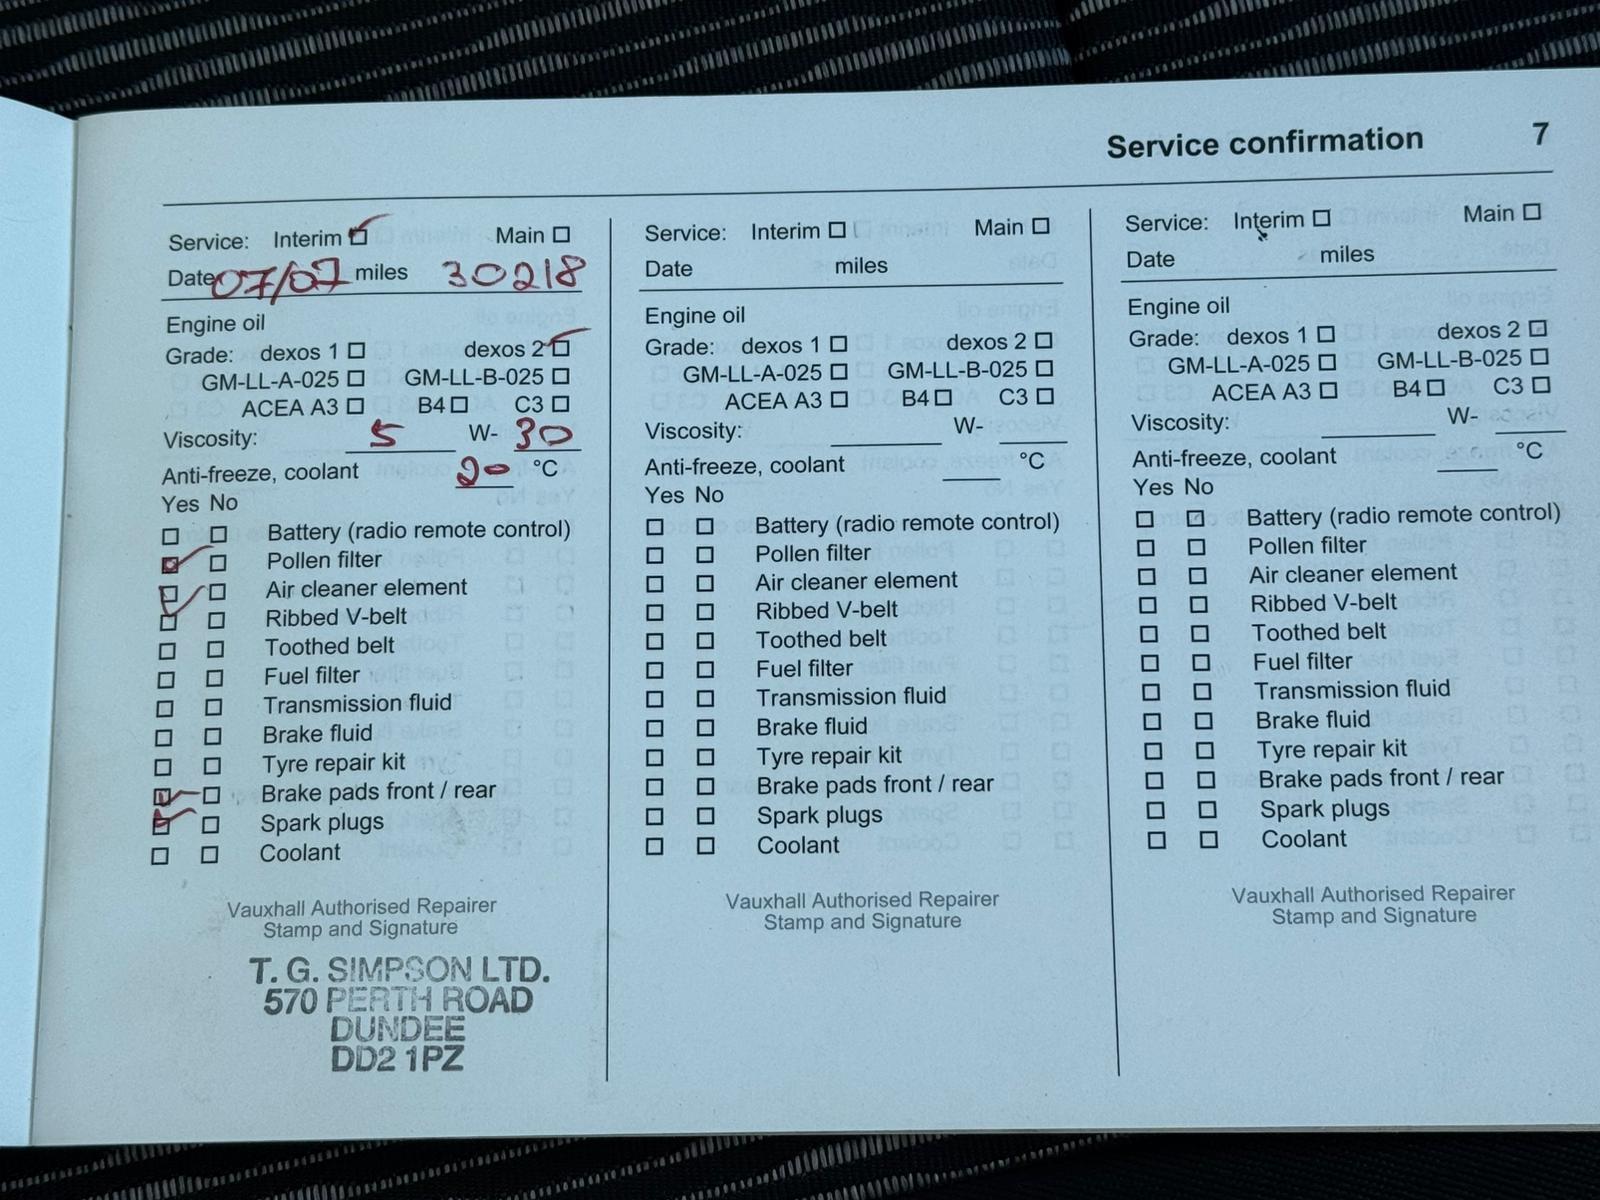 Service confirmation 7
Service: Interim ☑ Main ☐
Date 07/07 miles 30218
Engine oil
Grade: dexos 1 ☐ dexos 2 ☑
GM-LL-A-025 ☐ GM-LL-B-025 ☐
ACEA A3 ☐ B4 ☐ C3 ☐
Viscosity: 5 W- 30
Anti-freeze, coolant 20 °C
Yes No
☐ ☐ Battery (radio remote control)
☑ ☐ Pollen filter
☑ ☐ Air cleaner element
☐ ☐ Ribbed V-belt
☐ ☐ Toothed belt
☐ ☐ Fuel filter
☐ ☐ Transmission fluid
☐ ☐ Brake fluid
☐ ☐ Tyre repair kit
☑ ☐ Brake pads front / rear
☑ ☐ Spark plugs
☐ ☐ Coolant
Vauxhall Authorised Repairer
Stamp and Signature
T. G. SIMPSON LTD.
570 PERTH ROAD
DUNDEE
DD2 1PZ
Service: Interim ☐ Main ☐
Date miles
Engine oil
Grade: dexos 1 ☐ dexos 2 ☐
GM-LL-A-025 ☐ GM-LL-B-025 ☐
ACEA A3 ☐ B4 ☐ C3 ☐
Viscosity: W-
Anti-freeze, coolant °C
Yes No
☐ ☐ Battery (radio remote control)
☐ ☐ Pollen filter
☐ ☐ Air cleaner element
☐ ☐ Ribbed V-belt
☐ ☐ Toothed belt
☐ ☐ Fuel filter
☐ ☐ Transmission fluid
☐ ☐ Brake fluid
☐ ☐ Tyre repair kit
☐ ☐ Brake pads front / rear
☐ ☐ Spark plugs
☐ ☐ Coolant
Vauxhall Authorised Repairer
Stamp and Signature
Service: Interim ☐ Main ☐
Date miles
Engine oil
Grade: dexos 1 ☐ dexos 2 ☐
GM-LL-A-025 ☐ GM-LL-B-025 ☐
ACEA A3 ☐ B4 ☐ C3 ☐
Viscosity: W-
Anti-freeze, coolant °C
Yes No
☐ ☐ Battery (radio remote control)
☐ ☐ Pollen filter
☐ ☐ Air cleaner element
☐ ☐ Ribbed V-belt
☐ ☐ Toothed belt
☐ ☐ Fuel filter
☐ ☐ Transmission fluid
☐ ☐ Brake fluid
☐ ☐ Tyre repair kit
☐ ☐ Brake pads front / rear
☐ ☐ Spark plugs
☐ ☐ Coolant
Vauxhall Authorised Repairer
Stamp and Signature